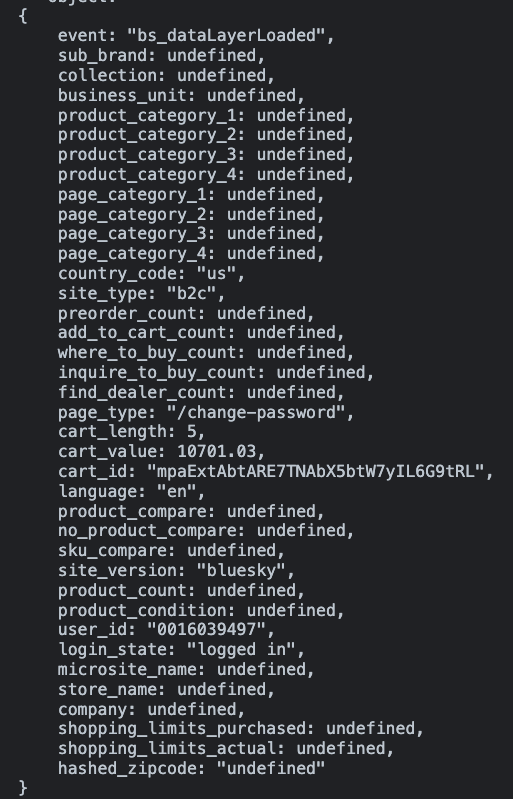 object:
{
event: "bs_dataLayerLoaded",
sub_brand: undefined,
collection: undefined,
business_unit: undefined,
product_category_1: undefined,
product_category_2: undefined,
product_category_3: undefined,
product_category_4: undefined,
page_category_1: undefined,
page_category_2: undefined,
page_category_3: undefined,
page_category_4: undefined,
country_code: "us",
site_type: "b2c",
preorder_count: undefined,
add_to_cart_count: undefined,
where_to_buy_count: undefined,
inquire_to_buy_count: undefined,
find_dealer_count: undefined,
page_type: "/change-password",
cart_length: 5,
cart_value: 10701.03,
cart_id: "mpaExtAbtARE7TNAbX5btW7yIL6G9tRL",
language: "en",
product_compare: undefined,
no_product_compare: undefined,
sku_compare: undefined,
site_version: "bluesky",
product_count: undefined,
product_condition: undefined,
user_id: "0016039497",
login_state: "logged in",
microsite_name: undefined,
store_name: undefined,
company: undefined,
shopping_limits_purchased: undefined,
shopping_limits_actual: undefined,
hashed_zipcode: "undefined"
}